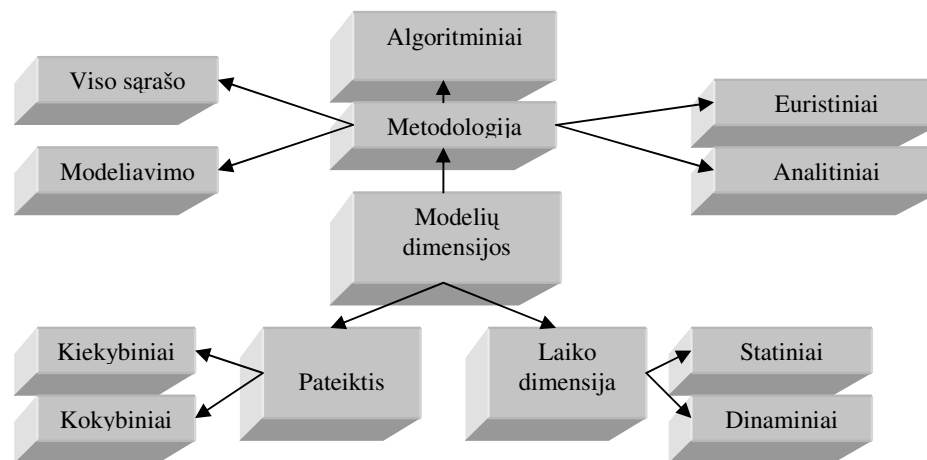 Algoritminiai
Viso sąrašo
Euristiniai
Metodologija
Modeliavimo
Analitiniai
Modelių
dimensijos
Kiekybiniai
Pateiktis
Kokybiniai
Laiko
dimensija
Statiniai
Dinaminiai